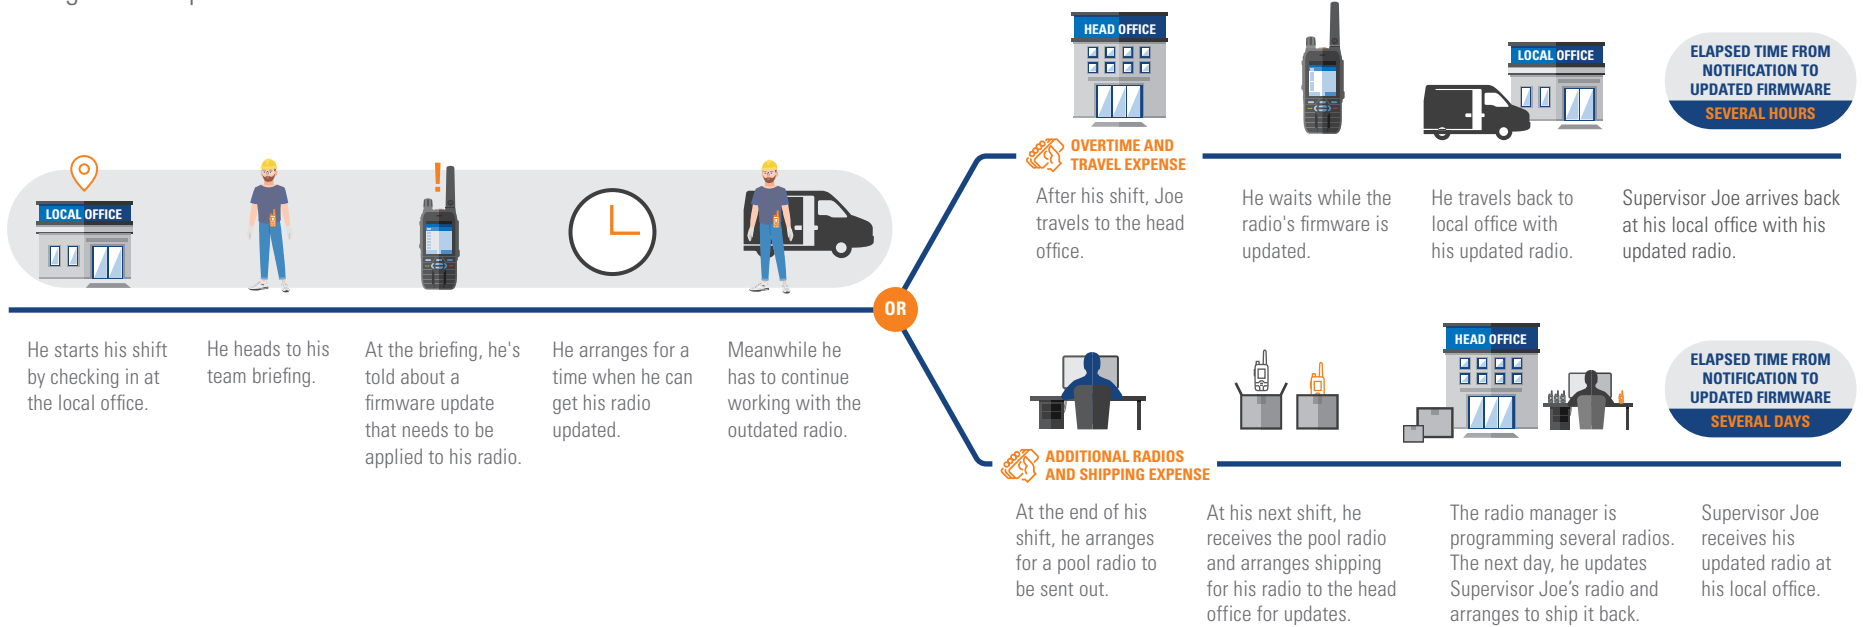 LOCAL OFFICE
He starts his shift
by checking in at
the local office.
He heads to his
team briefing.
At the briefing, he's
told about a
firmware update
that needs to be
applied to his radio.
He arranges for a
time when he can
get his radio
updated.
Meanwhile he
has to continue
working with the
outdated radio.
OR
HEAD OFFICE
OVERTIME AND
TRAVEL EXPENSE
After his shift, Joe
travels to the head
office.
He waits while the
radio's firmware is
updated.
LOCAL OFFICE
He travels back to
local office with
his updated radio.
ELAPSED TIME FROM
NOTIFICATION TO
UPDATED FIRMWARE
SEVERAL HOURS
Supervisor Joe arrives back
at his local office with his
updated radio.
ADDITIONAL RADIOS
AND SHIPPING EXPENSE
At the end of his
shift, he arranges
for a pool radio to
be sent out.
At his next shift, he
receives the pool radio
and arranges shipping
for his radio to the head
office for updates.
HEAD OFFICE
The radio manager is
programming several radios.
The next day, he updates
Supervisor Joe’s radio and
arranges to ship it back.
ELAPSED TIME FROM
NOTIFICATION TO
UPDATED FIRMWARE
SEVERAL DAYS
Supervisor Joe
receives his
updated radio at
his local office.